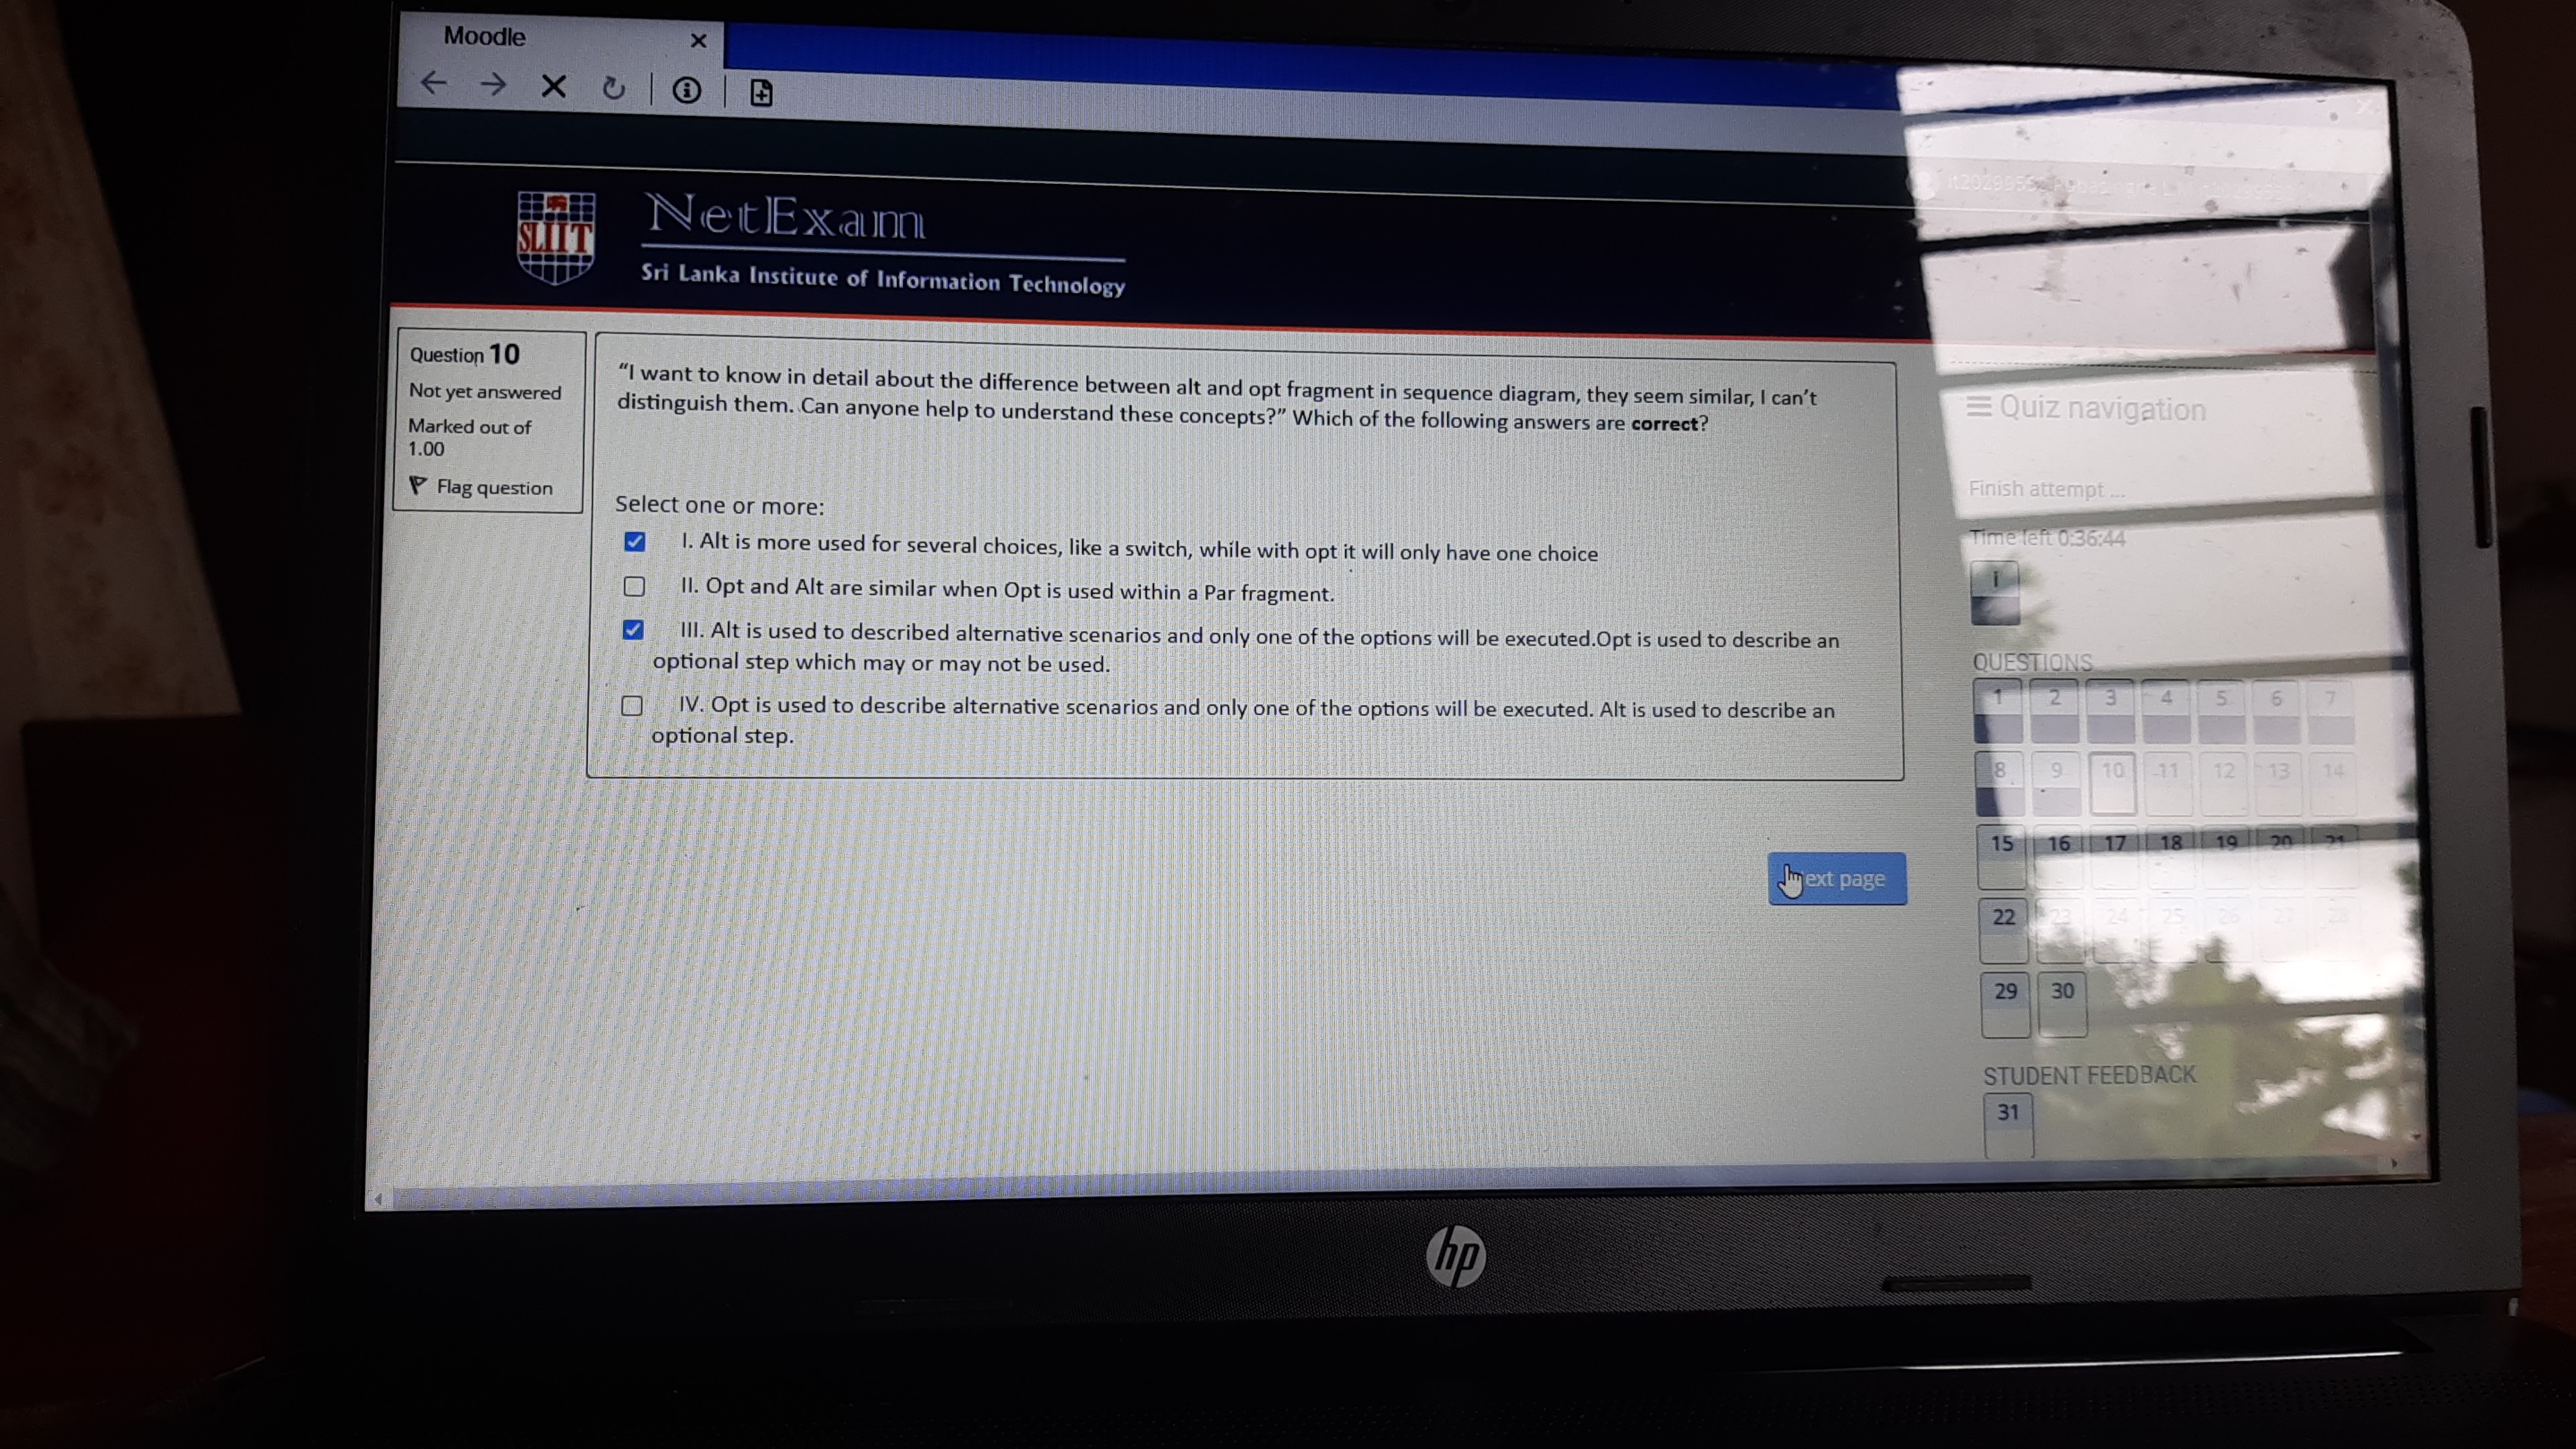 Moodle
SLIIT
NetExam
Sri Lanka Institute of Information Technology
Question 10
Not yet answered
Marked out of
1.00
Flag question
“I want to know in detail about the difference between alt and opt fragment in sequence diagram, they seem similar, I can’t
distinguish them. Can anyone help to understand these concepts?” Which of the following answers are correct?
Select one or more:
I. Alt is more used for several choices, like a switch, while with opt it will only have one choice
II. Opt and Alt are similar when Opt is used within a Par fragment.
III. Alt is used to described alternative scenarios and only one of the options will be executed.Opt is used to describe an
optional step which may or may not be used.
IV. Opt is used to describe alternative scenarios and only one of the options will be executed. Alt is used to describe an
optional step.
ext page
Quiz navigation
Finish attempt ...
Time left 0:36:44
i
QUESTIONS
1 2 3 4 5 6 7
8 9 10 11 12 13 14
15 16 17 18 19 20 21
22 23 24 25 26 27 28
29 30
STUDENT FEEDBACK
31
hp